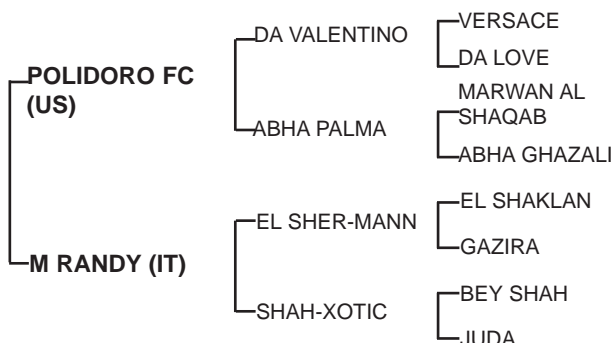 VERSACE
DA VALENTINO
DA LOVE
POLIDORO FC
(US)
MARWAN AL
SHAQAB
ABHA PALMA
ABHA GHAZALI
EL SHAKLAN
EL SHER-MANN
GAZIRA
M RANDY (IT)
BEY SHAH
SHAH-XOTIC
JUDA